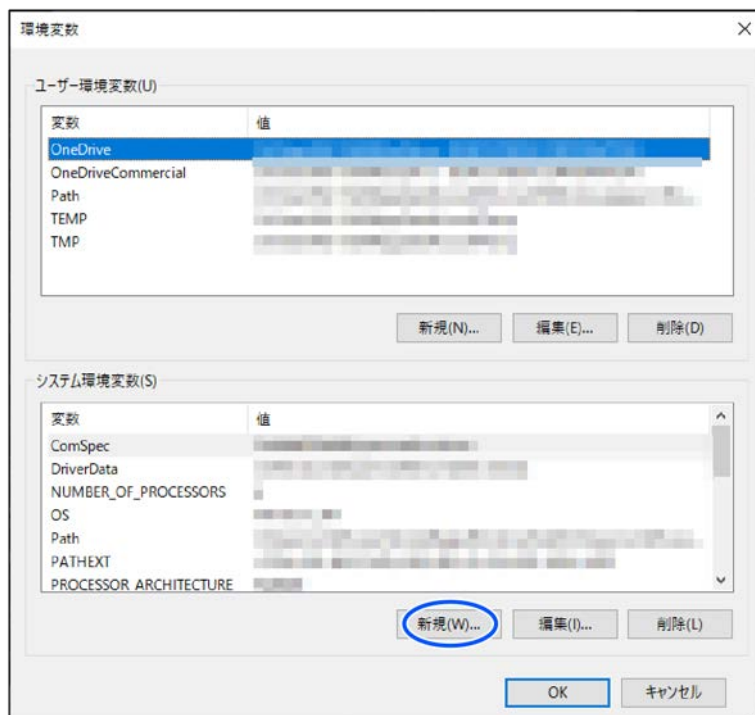 環境変数
ユーザー環境変数(U)
変数 値
OneDrive
OneDriveCommercial
Path
TEMP
TMP
新規(N)... 編集(E)... 削除(D)
システム環境変数(S)
変数 値
ComSpec
DriverData
NUMBER_OF_PROCESSORS
OS
Path
PATHEXT
PROCESSOR_ARCHITECTURE
新規(W)... 編集(I)... 削除(L)
OK キャンセル